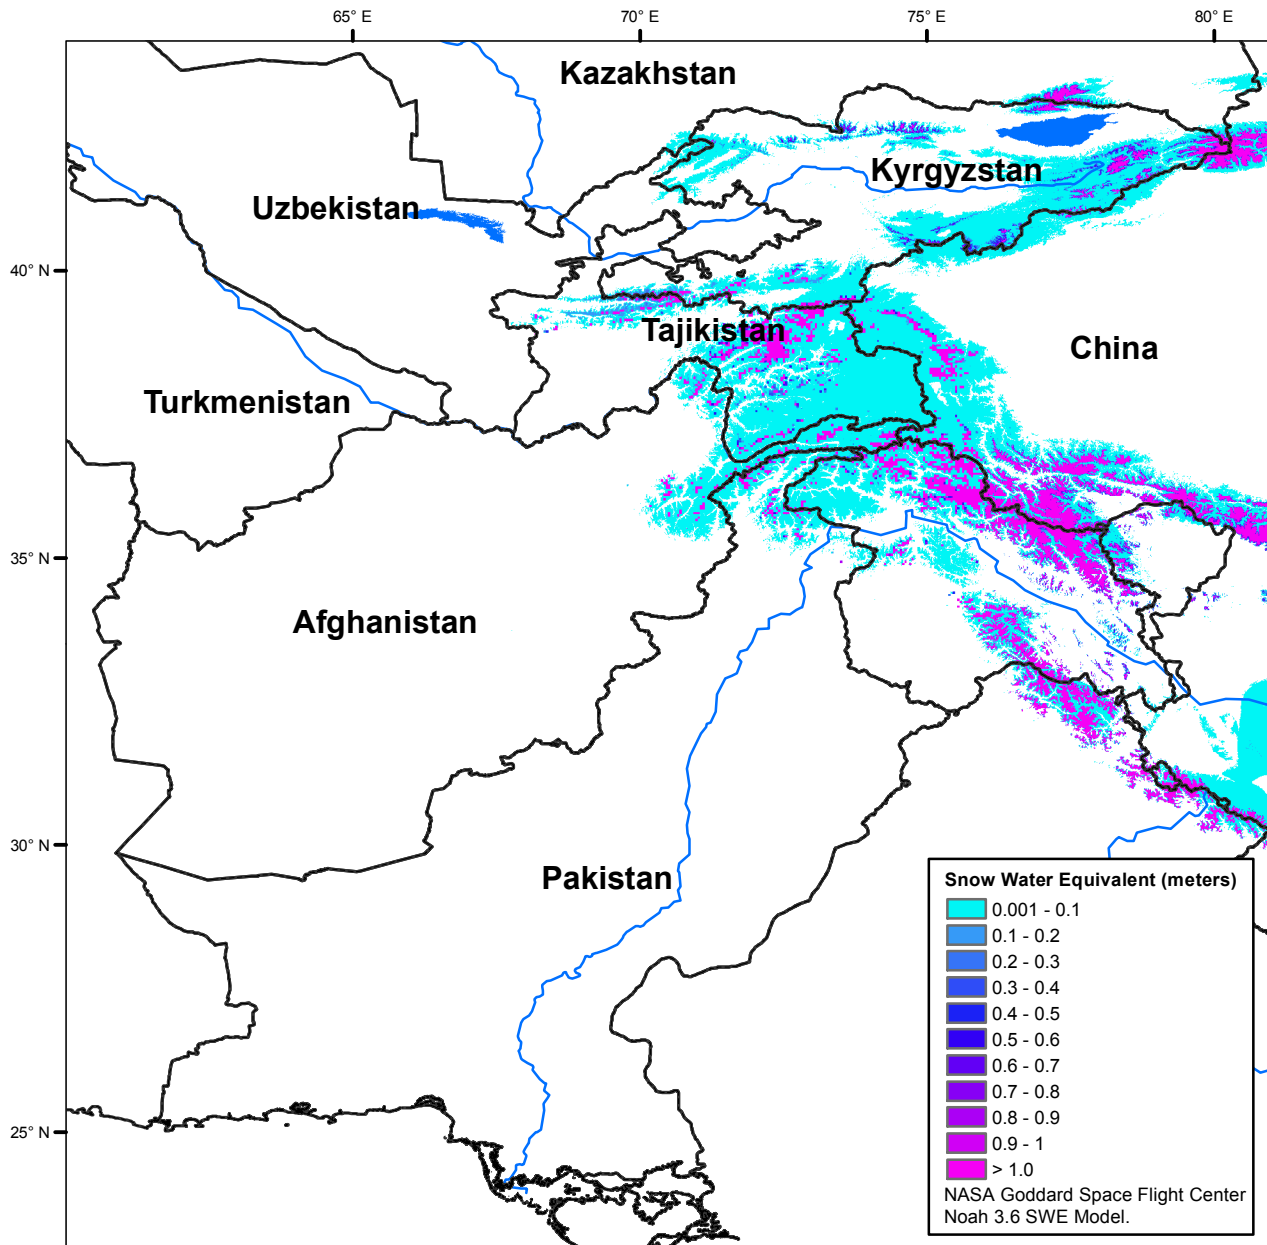 65° E
70° E
75° E
80° E
Kazakhstan
Kyrgyzstan
Uzbekistan
40° N
Tajikistan
China
Turkmenistan
35° N
Afghanistan
30° N
Pakistan
25° N
Snow Water Equivalent (meters)
0.001 - 0.1
0.1 - 0.2
0.2 - 0.3
0.3 - 0.4
0.4 - 0.5
0.5 - 0.6
0.6 - 0.7
0.7 - 0.8
0.8 - 0.9
0.9 - 1
> 1.0
NASA Goddard Space Flight Center
Noah 3.6 SWE Model.